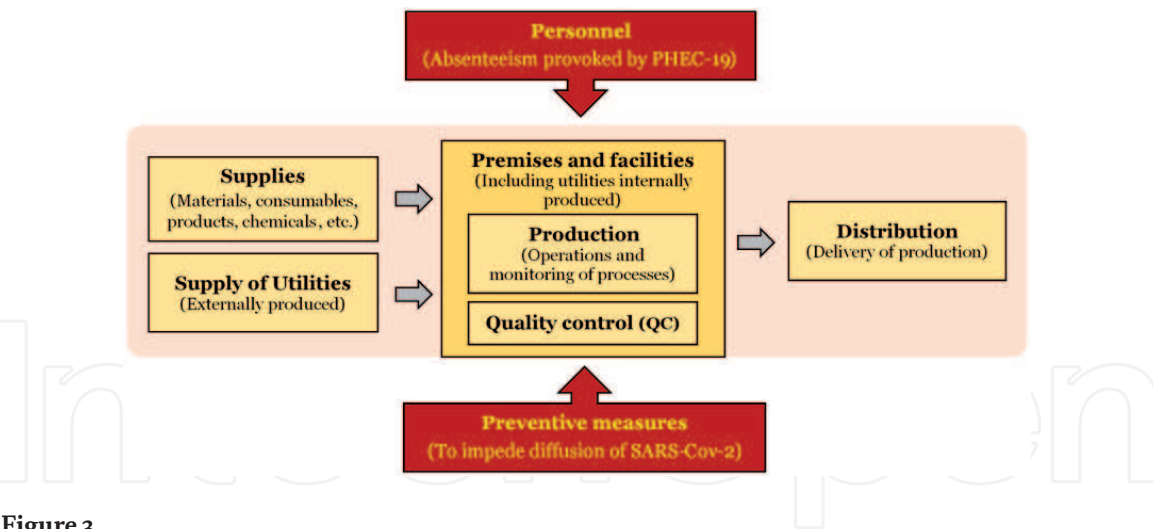 Personnel
(Absenteeism provoked by PHEC-19)
Supplies
(Materials, consumables,
products, chemicals, etc.)
Supply of Utilities
(Externally produced)
Premises and facilities
(Including utilities internally
produced)
Production
(Operations and
monitoring of processes)
Quality control (QC)
Distribution
(Delivery of production)
Preventive measures
(To impede diffusion of SARS-Cov-2)
IntechOpen
Figure 3